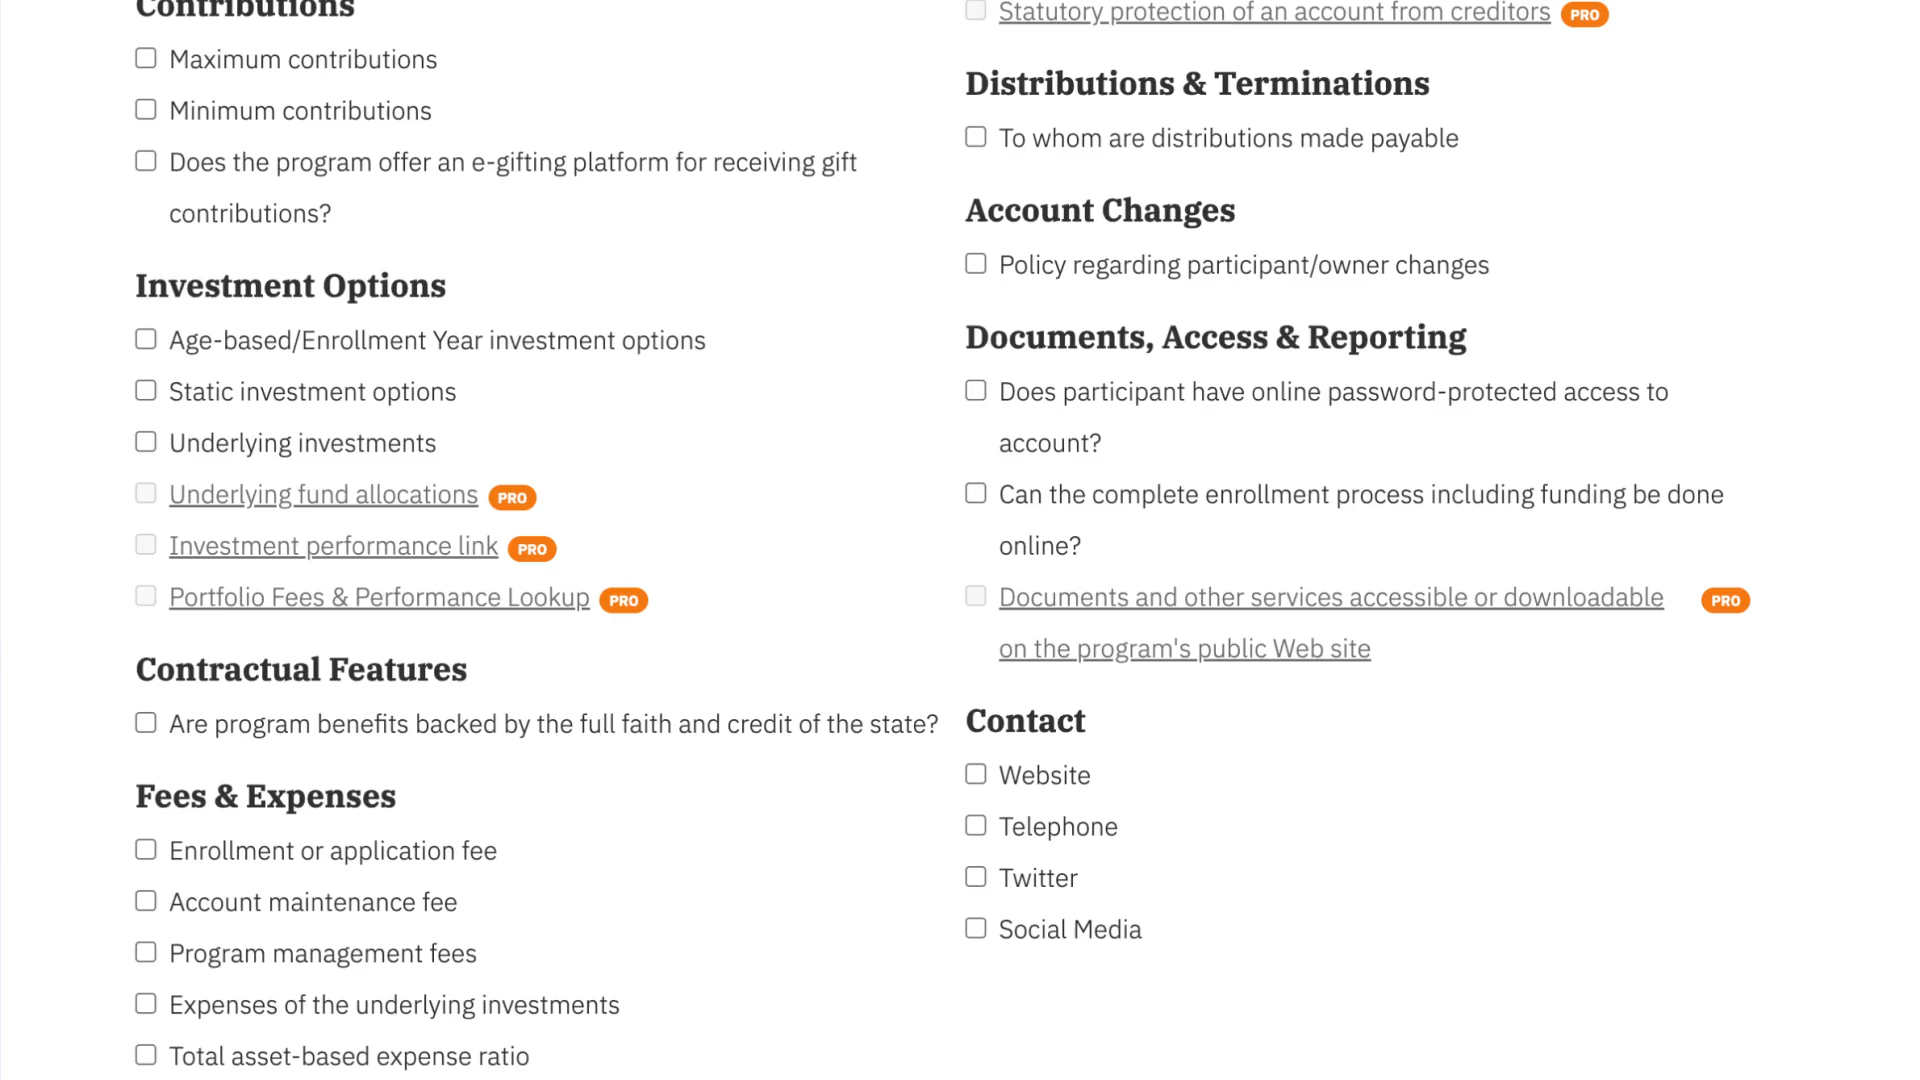 Contributions
Maximum contributions
Minimum contributions
Does the program offer an e-gifting platform for receiving gift
contributions?
Investment Options
Age-based/Enrollment Year investment options
Static investment options
Underlying investments
Underlying fund allocations PRO
Investment performance link PRO
Portfolio Fees & Performance Lookup PRO
Contractual Features
Are program benefits backed by the full faith and credit of the state?
Fees & Expenses
Enrollment or application fee
Account maintenance fee
Program management fees
Expenses of the underlying investments
Total asset-based expense ratio
Statutory protection of an account from creditors PRO
Distributions & Terminations
To whom are distributions made payable
Account Changes
Policy regarding participant/owner changes
Documents, Access & Reporting
Does participant have online password-protected access to
account?
Can the complete enrollment process including funding be done
online?
Documents and other services accessible or downloadable PRO
on the program's public Web site
Contact
Website
Telephone
Twitter
Social Media